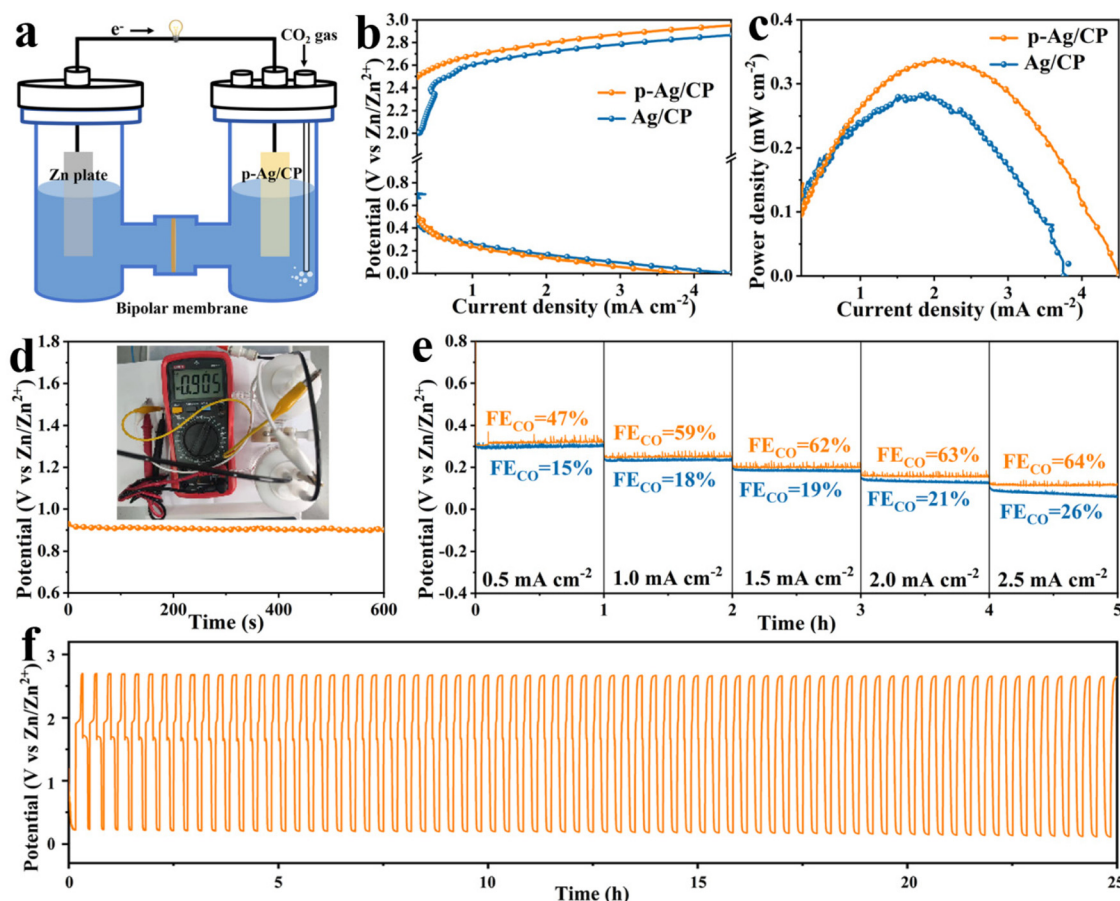 a
e⁻
CO₂ gas
Zn plate
p-Ag/CP
Bipolar membrane
b
Potential (V vs Zn/Zn²⁺)
3.0
2.8
2.6
2.4
2.2
2.0
0.8
0.6
0.4
0.2
0.0
p-Ag/CP
Ag/CP
1 2 3 4
Current density (mA cm⁻²)
c
Power density (mW cm⁻²)
0.4
0.3
0.2
0.1
0.0
p-Ag/CP
Ag/CP
1 2 3 4
Current density (mA cm⁻²)
d
Potential (V vs Zn/Zn²⁺)
1.8
1.6
1.4
1.2
1.0
0.8
0.6
-0.905
0 200 400 600
Time (s)
e
Potential (V vs Zn/Zn²⁺)
0.8
0.6
0.4
0.2
0.0
-0.2
-0.4
FE_CO=47%
FE_CO=59%
FE_CO=62%
FE_CO=63%
FE_CO=64%
FE_CO=15%
FE_CO=18%
FE_CO=19%
FE_CO=21%
FE_CO=26%
0.5 mA cm⁻²
1.0 mA cm⁻²
1.5 mA cm⁻²
2.0 mA cm⁻²
2.5 mA cm⁻²
0 1 2 3 4 5
Time (h)
f
Potential (V vs Zn/Zn²⁺)
3
2
1
0
0 5 10 15 20 25
Time (h)